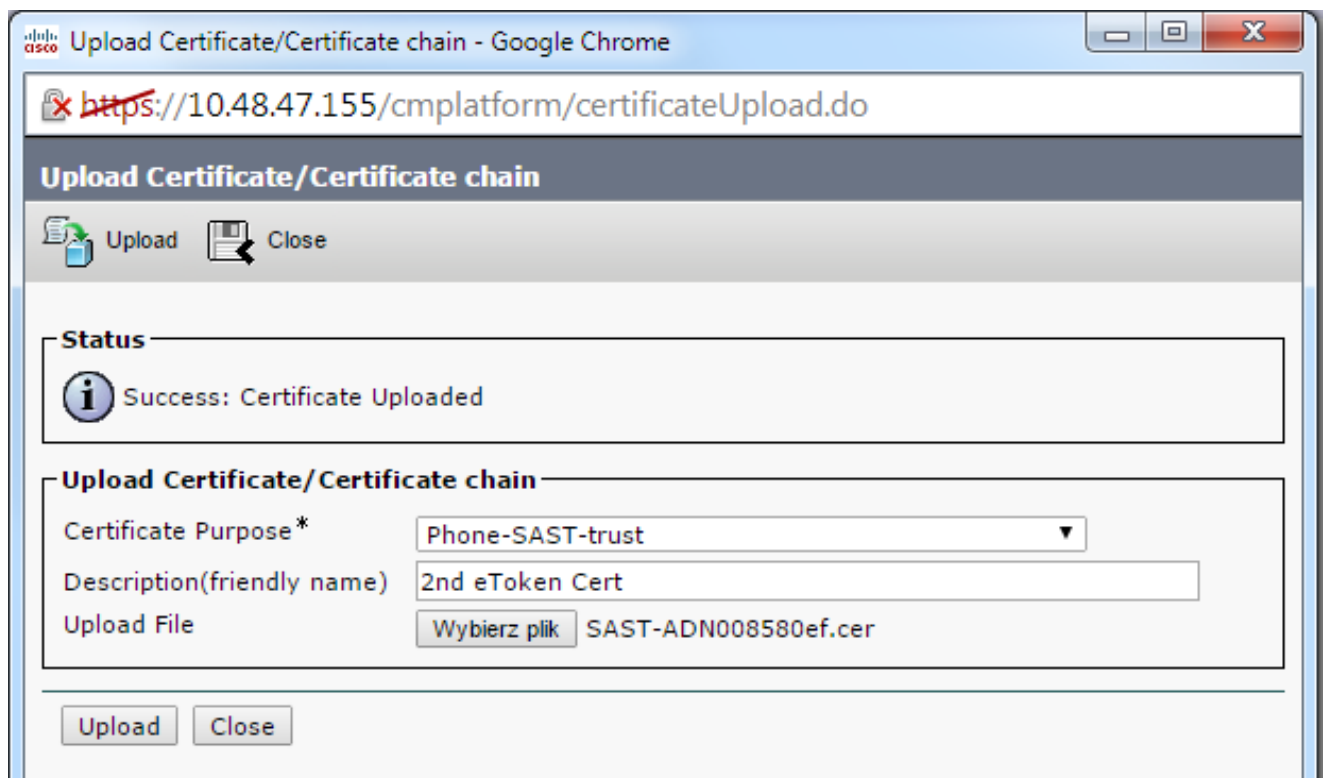 cisco Upload Certificate/Certificate chain - Google Chrome
https://10.48.47.155/cmplatform/certificateUpload.do
Upload Certificate/Certificate chain
Upload Close
Status
Success: Certificate Uploaded
Upload Certificate/Certificate chain
Certificate Purpose* Phone-SAST-trust
Description(friendly name) 2nd eToken Cert
Upload File Wybierz plik SAST-ADN008580ef.cer
Upload Close